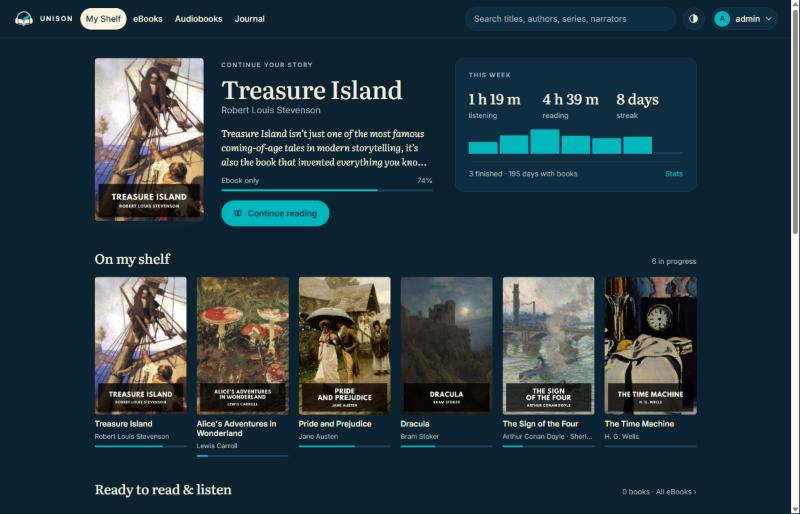 UNISON
My Shelf
eBooks
Audiobooks
Journal
Search titles, authors, series, narrators
A
admin
CONTINUE YOUR STORY
Treasure Island
Robert Louis Stevenson
Treasure Island isn't just one of the most famous
coming-of-age tales in modern storytelling, it's
also the book that invented everything you kno...
Ebook only
74%
Continue reading
TREASURE ISLAND
ROBERT LOUIS STEVENSON
THIS WEEK
1 h 19 m
4 h 39 m
8 days
listening
reading
streak
3 finished · 195 days with books
Stats
On my shelf
6 in progress
TREASURE ISLAND
ROBERT LOUIS STEVENSON
ALICE'S ADVENTURES
IN WONDERLAND
LEWIS CARROLL
PRIDE
AND PREJUDICE
JANE AUSTEN
DRACULA
BRAM STOKER
THE SIGN
OF THE FOUR
ARTHUR CONAN DOYLE
THE TIME MACHINE
H. G. WELLS
Treasure Island
Robert Louis Stevenson
Alice's Adventures in
Wonderland
Lewis Carroll
Pride and Prejudice
Jane Austen
Dracula
Bram Stoker
The Sign of the Four
Arthur Conan Doyle · Sherl...
The Time Machine
H. G. Wells
Ready to read & listen
0 books · All eBooks ›